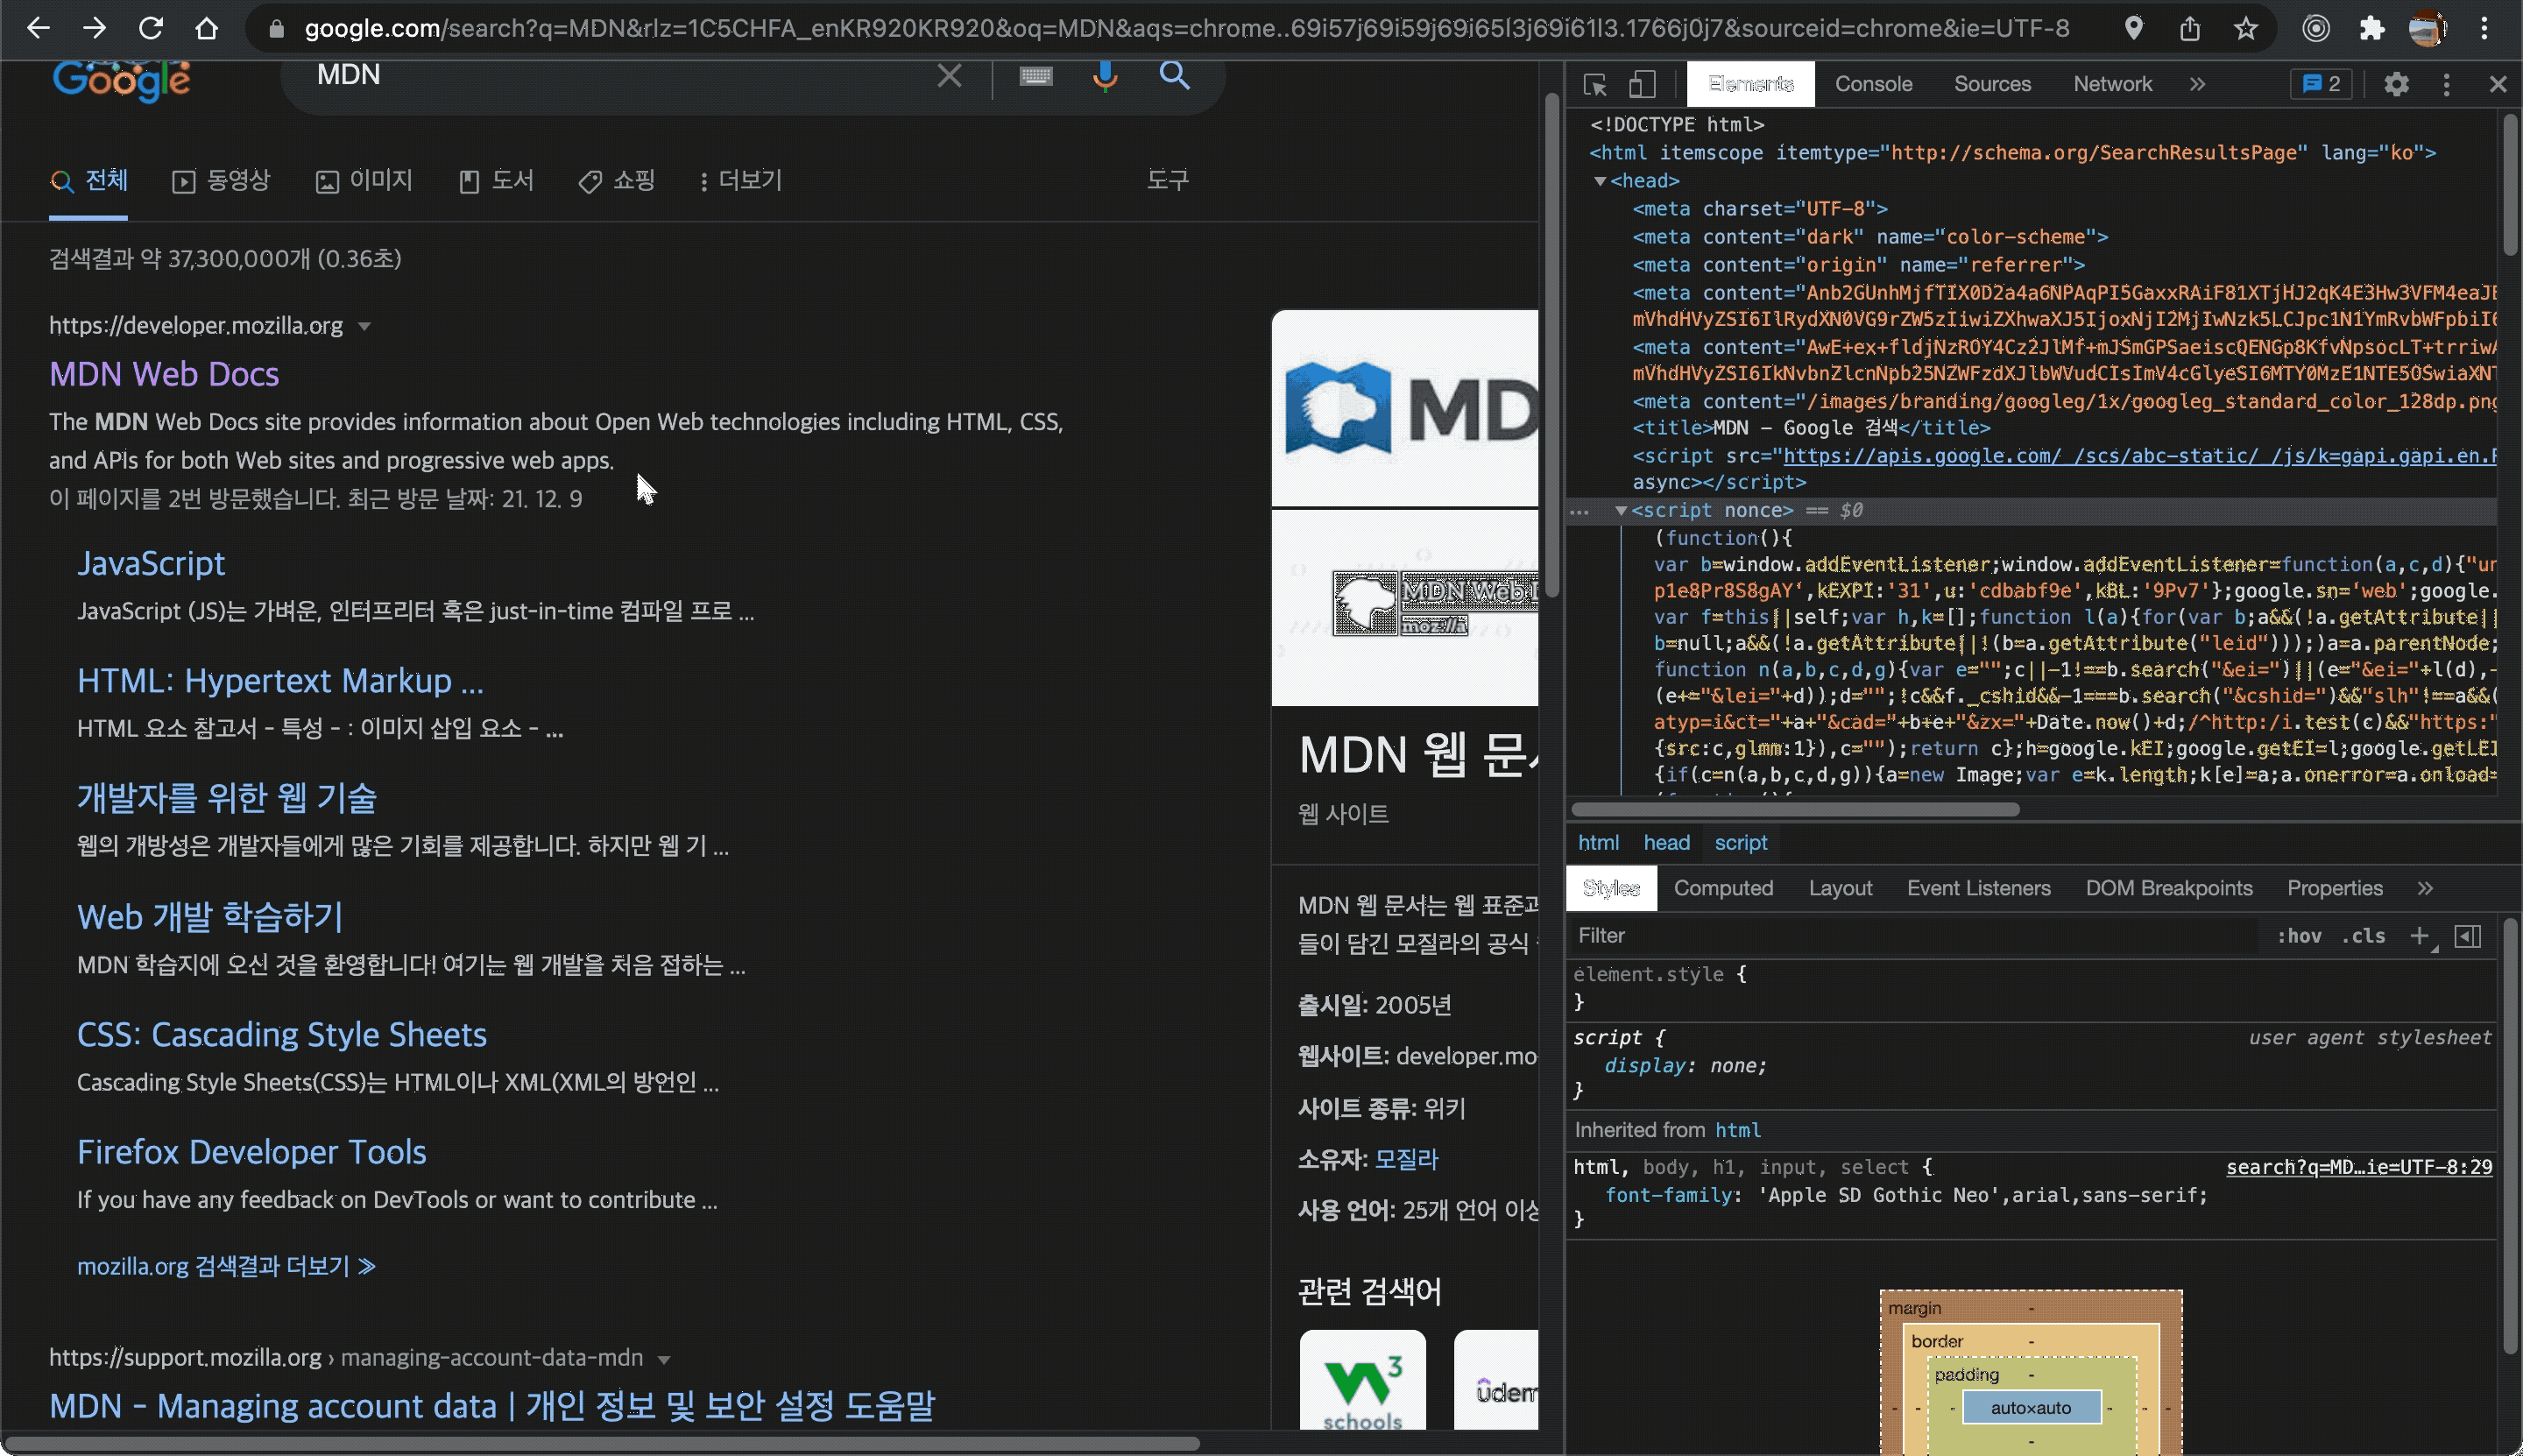 google.com/search?q=MDN&rlz=1C5CHFA_enKR920KR920&oq=MDN&aqs=chrome..69i57j69i59j69i65l3j69i61l3.1766j0j7&sourceid=chrome&ie=UTF-8
Google
MDN
전체 동영상 이미지 도서 쇼핑 더보기 도구
검색결과 약 37,300,000개 (0.36초)
https://developer.mozilla.org
MDN Web Docs
The MDN Web Docs site provides information about Open Web technologies including HTML, CSS,
and APIs for both Web sites and progressive web apps.
이 페이지를 2번 방문했습니다. 최근 방문 날짜: 21. 12. 9
JavaScript
JavaScript (JS)는 가벼운, 인터프리터 혹은 just-in-time 컴파일 프로 ...
HTML: Hypertext Markup ...
HTML 요소 참고서 - 특성 - : 이미지 삽입 요소 - ...
개발자를 위한 웹 기술
웹의 개방성은 개발자들에게 많은 기회를 제공합니다. 하지만 웹 기 ...
Web 개발 학습하기
MDN 학습지에 오신 것을 환영합니다! 여기는 웹 개발을 처음 접하는 ...
CSS: Cascading Style Sheets
Cascading Style Sheets(CSS)는 HTML이나 XML(XML의 방언인 ...
Firefox Developer Tools
If you have any feedback on DevTools or want to contribute ...
mozilla.org 검색결과 더보기 ≫
https://support.mozilla.org › managing-account-data-mdn
MDN - Managing account data | 개인 정보 및 보안 설정 도움말
MD
MDN Web
moz://a
MDN 웹
웹 사이트
MDN 웹 문서는 웹 표준과
들이 담긴 모질라의 공식
출시일: 2005년
웹사이트: developer.mo
사이트 종류: 위키
소유자: 모질라
사용 언어: 25개 언어 이상
관련 검색어
w3
schools
udem
Elements Console Sources Network » 2
<!DOCTYPE html>
<html itemscope itemtype="http://schema.org/SearchResultsPage" lang="ko">
▼<head>
<meta charset="UTF-8">
<meta content="dark" name="color-scheme">
<meta content="origin" name="referrer">
<meta content="Anb2GUnhMjfTIX0D2a4a6NPAqPI5GaxxRAiF81XTjHJ2qK4E3Hw3VFM4eaJ
mVhdHVyZSI6IlRydXN0VG9rZW5zIiwiZXhwaXJ5IjoxNjI2MjIwNzk5LCJpc1N1YmRvbWFpbiI6
<meta content="AwE+ex+fldjNzROY4Cz2JlMf+mJSmGPSaeiscQENGp8KfvNpsocLT+trriwA
mVhdHVyZSI6IkNvbnZlcnNpb25NZWFzdXJlbWVudCIsImV4cGlyeSI6MTY0MzE1NTE5OSwiaXNT
<meta content="/images/branding/googleg/1x/googleg_standard_color_128dp.png
<title>MDN - Google 검색</title>
<script src="https://apis.google.com/_/scs/abc-static/_/js/k=gapi.gapi.en.
async></script>
... ▼<script nonce> == $0
(function(){
var b=window.addEventListener;window.addEventListener=function(a,c,d){"un
p1e8Pr8S8gAY',kEXPI:'31',u:'cdbabf9e',kBL:'9Pv7'};google.sn='web';google.
var f=this||self;var h,k=[];function l(a){for(var b;a&&(!a.getAttribute||
b=null;a&&(!a.getAttribute||!(b=a.getAttribute("leid")));)a=a.parentNode;
function n(a,b,c,d,g){var e="";c||-1!==b.search("&ei=")||(e="&ei="+l(d),-
(e+="&lei="+d));d="";!c&&f._cshid&&-1===b.search("&cshid=")&&"slh"!==a&&(
atyp=i&ct="+a+"&cad="+b+e+"&zx="+Date.now()+d;/^http:/i.test(c)&&"https:"
{src:c,glmm:1}),c="");return c};h=google.kEI;google.getEI=l;google.getLEI
{if(c=n(a,b,c,d,g)){a=new Image;var e=k.length;k[e]=a;a.onerror=a.onload=
html head script
Styles Computed Layout Event Listeners DOM Breakpoints Properties »
Filter :hov .cls +
element.style {
}
script { user agent stylesheet
display: none;
}
Inherited from html
html, body, h1, input, select { search?q=MD…ie=UTF-8:29
font-family: 'Apple SD Gothic Neo',arial,sans-serif;
}
margin -
border -
padding -
- - - auto×auto - - -
-